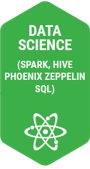 DATA
SCIENCE
(SPARK, HIVE
PHOENIX ZEPPELIN
SQL)